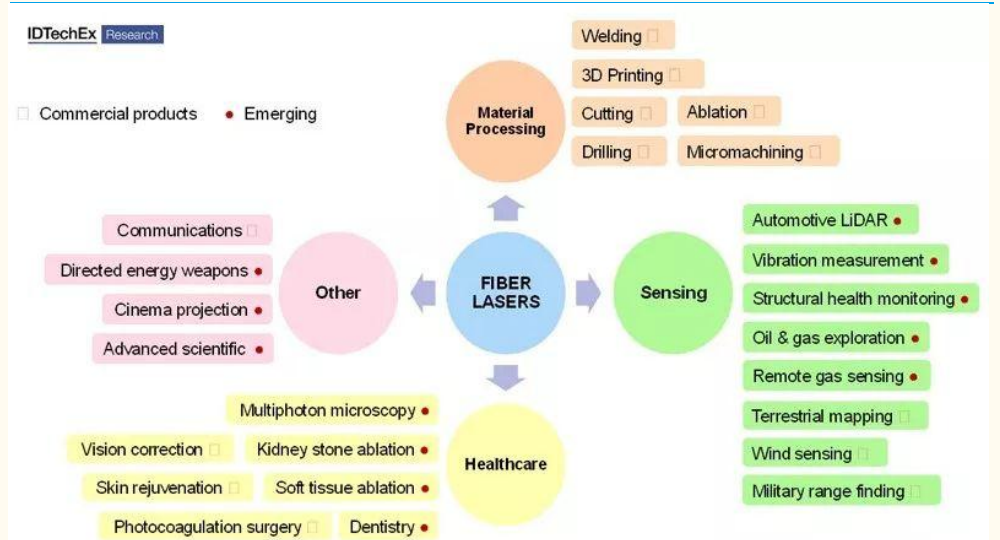 IDTechEx Research
□ Commercial products ● Emerging
Material
Processing
Welding □
3D Printing □
Cutting □
Ablation □
Drilling □
Micromachining □
FIBER
LASERS
Other
Communications □
Directed energy weapons ●
Cinema projection ●
Advanced scientific ●
Sensing
Automotive LiDAR ●
Vibration measurement ●
Structural health monitoring ●
Oil & gas exploration ●
Remote gas sensing ●
Terrestrial mapping □
Wind sensing □
Military range finding □
Healthcare
Multiphoton microscopy ●
Vision correction □
Kidney stone ablation ●
Skin rejuvenation □
Soft tissue ablation ●
Photocoagulation surgery □
Dentistry ●